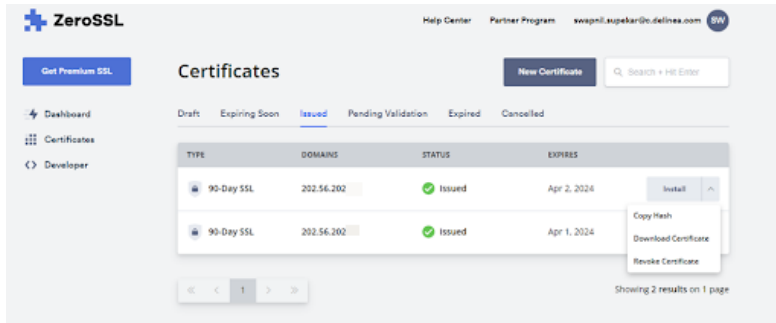 ZeroSSL
Help Center Partner Program swapnil.supekar@c.delinea.com SW
Get Premium SSL
Certificates
New Certificate
Search + Hit Enter
Dashboard
Certificates
Developer
Draft Expiring Soon Issued Pending Validation Expired Cancelled
TYPE DOMAINS STATUS EXPIRES
90-Day SSL 202.56.202 Issued Apr 2, 2024 Install
Copy Hash
Download Certificate
Revoke Certificate
90-Day SSL 202.56.202 Issued Apr 1, 2024
« < 1 > »
Showing 2 results on 1 page